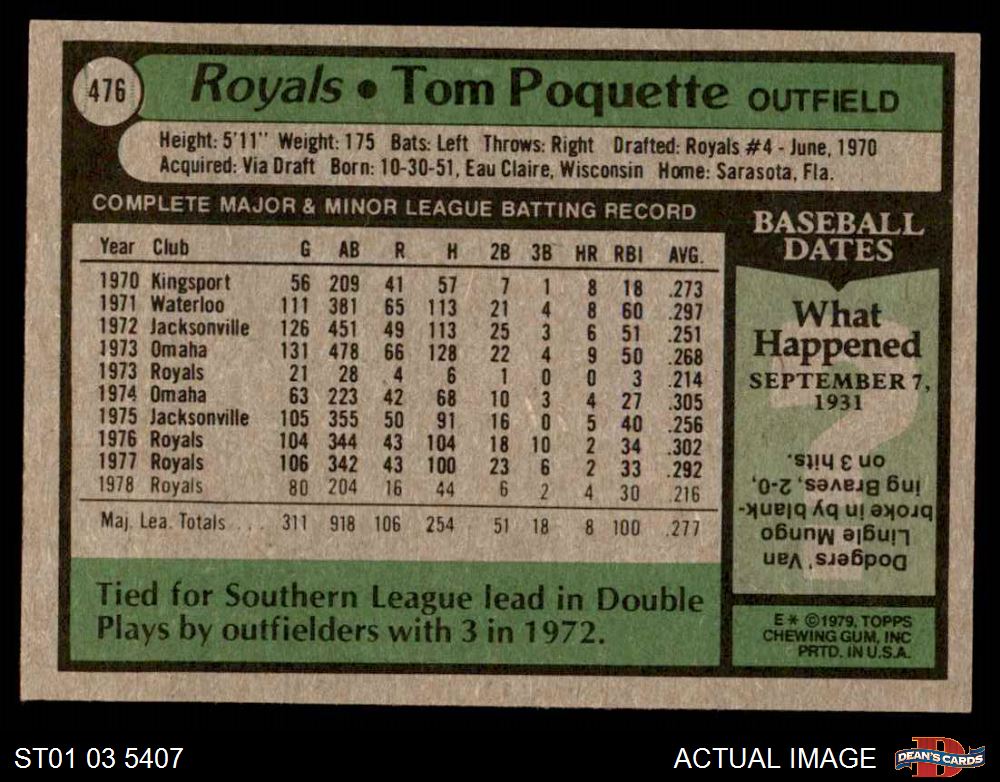 476
Royals • Tom Poquette OUTFIELD
Height: 5'11" Weight: 175 Bats: Left Throws: Right Drafted: Royals #4 - June, 1970
Acquired: Via Draft Born: 10-30-51, Eau Claire, Wisconsin Home: Sarasota, Fla.
COMPLETE MAJOR & MINOR LEAGUE BATTING RECORD
Year Club G AB R H 2B 3B HR RBI AVG.
1970 Kingsport 56 209 41 57 7 1 8 18 .273
1971 Waterloo 111 381 65 113 21 4 8 60 .297
1972 Jacksonville 126 451 49 113 25 3 6 51 .251
1973 Omaha 131 478 66 128 22 4 9 50 .268
1973 Royals 21 28 4 6 1 0 0 3 .214
1974 Omaha 63 223 42 68 10 3 4 27 .305
1975 Jacksonville 105 355 50 91 16 0 5 40 .256
1976 Royals 104 344 43 104 18 10 2 34 .302
1977 Royals 106 342 43 100 23 6 2 33 .292
1978 Royals 80 204 16 44 6 2 4 30 .216
Maj. Lea. Totals ... 311 918 106 254 51 18 8 100 .277
Tied for Southern League lead in Double
Plays by outfielders with 3 in 1972.
BASEBALL
DATES
What
Happened
SEPTEMBER 7,
1931
?
Dodgers' Van
Lingle Mungo
broke in by blank-
ing Braves, 2-0,
on 3 hits.
E* ©1979, TOPPS
CHEWING GUM, INC
PRTD. IN U.S.A.
ST01 03 5407
ACTUAL IMAGE
D
DEAN'S CARDS